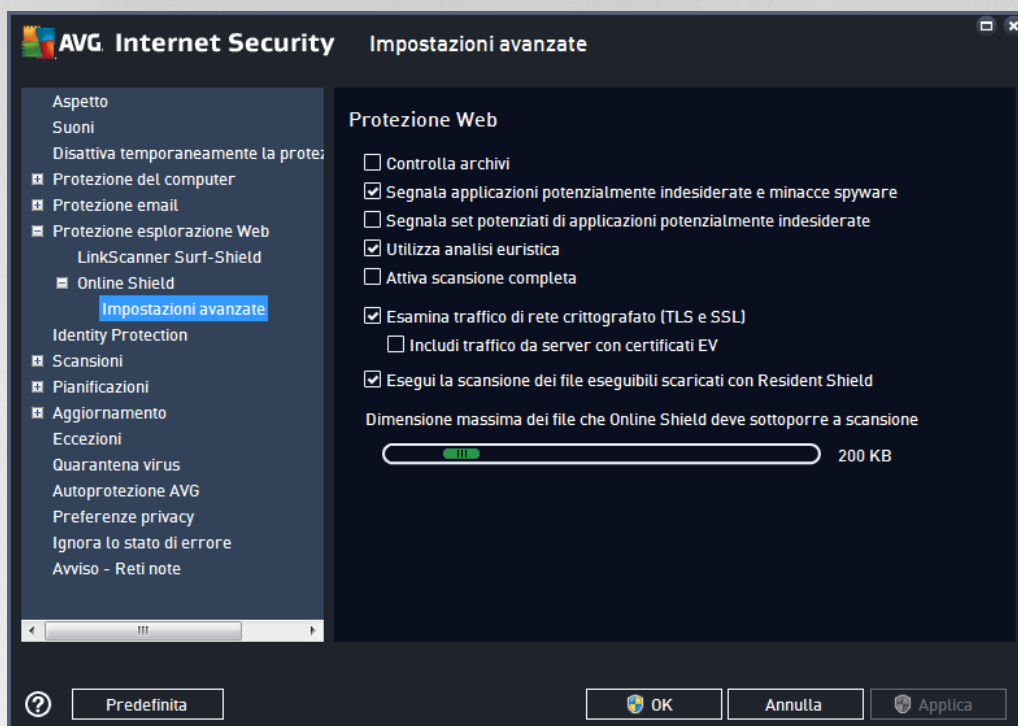 AVG. Internet Security
Impostazioni avanzate
Aspetto
Suoni
Disattiva temporaneamente la protez
Protezione del computer
Protezione email
Protezione esplorazione Web
LinkScanner Surf-Shield
Online Shield
Impostazioni avanzate
Identity Protection
Scansioni
Pianificazioni
Aggiornamento
Eccezioni
Quarantena virus
Autoprotezione AVG
Preferenze privacy
Ignora lo stato di errore
Avviso - Reti note
Protezione Web
Controlla archivi
Segnala applicazioni potenzialmente indesiderate e minacce spyware
Segnala set potenziati di applicazioni potenzialmente indesiderate
Utilizza analisi euristica
Attiva scansione completa
Esamina traffico di rete crittografato (TLS e SSL)
Includi traffico da server con certificati EV
Esegui la scansione dei file eseguibili scaricati con Resident Shield
Dimensione massima dei file che Online Shield deve sottoporre a scansione
200 KB
?
Predefinita
OK
Annulla
Applica